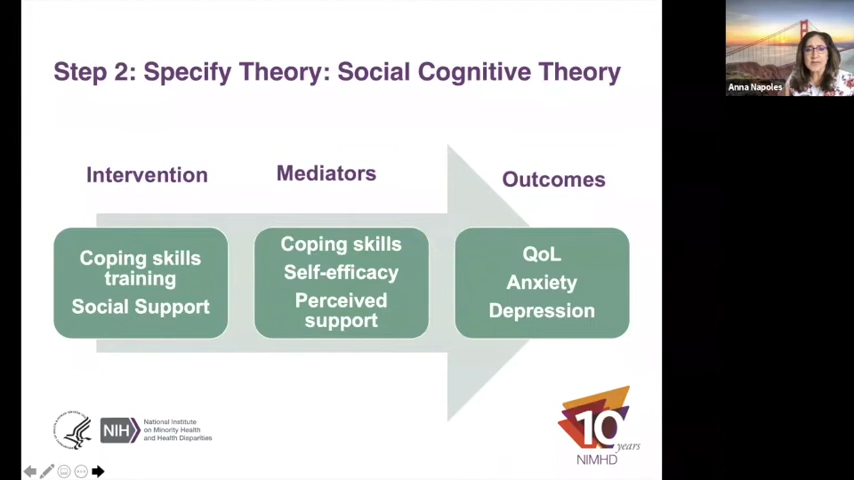 Step 2: Specify Theory: Social Cognitive Theory
Anna Napoles
Intervention
Mediators
Outcomes
Coping skills
training
Social Support
Coping skills
Self-efficacy
Perceived
support
QoL
Anxiety
Depression
NIH
National Institute
on Minority Health
and Health Disparities
10
years
NIMHD